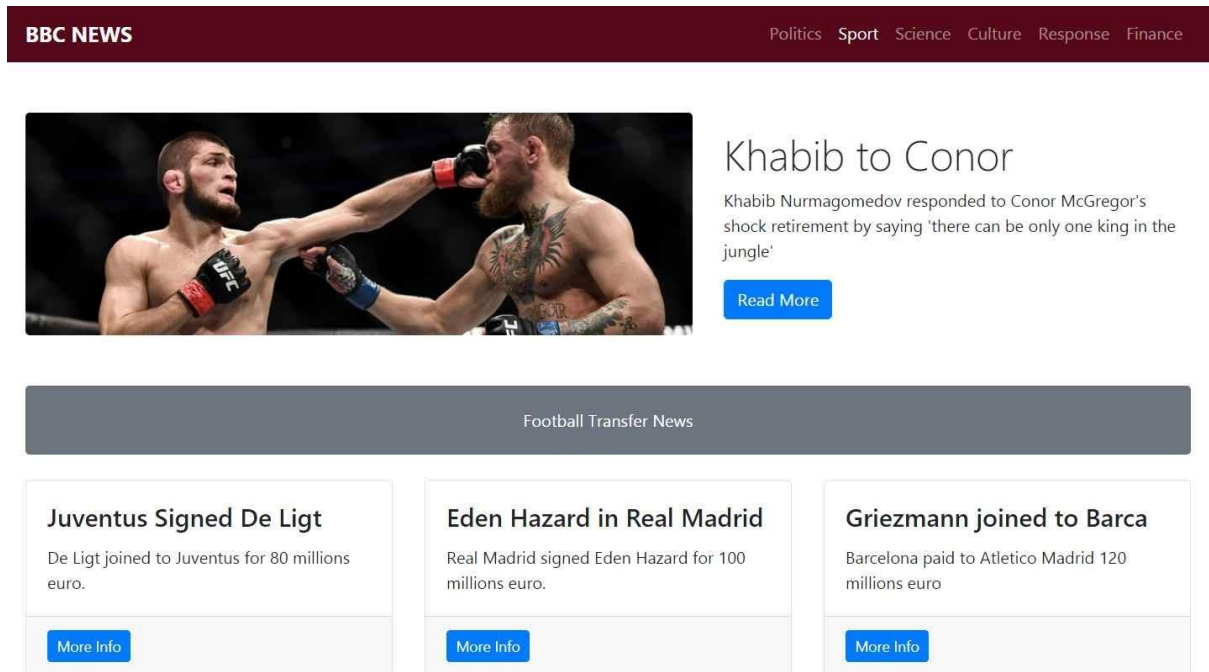 BBC NEWS
Politics Sport Science Culture Response Finance
Khabib to Conor
Khabib Nurmagomedov responded to Conor McGregor's
shock retirement by saying 'there can be only one king in the
jungle'
Read More
UFC
Football Transfer News
Juventus Signed De Ligt
De Ligt joined to Juventus for 80 millions
euro.
More Info
Eden Hazard in Real Madrid
Real Madrid signed Eden Hazard for 100
millions euro.
More Info
Griezmann joined to Barca
Barcelona paid to Atletico Madrid 120
millions euro
More Info